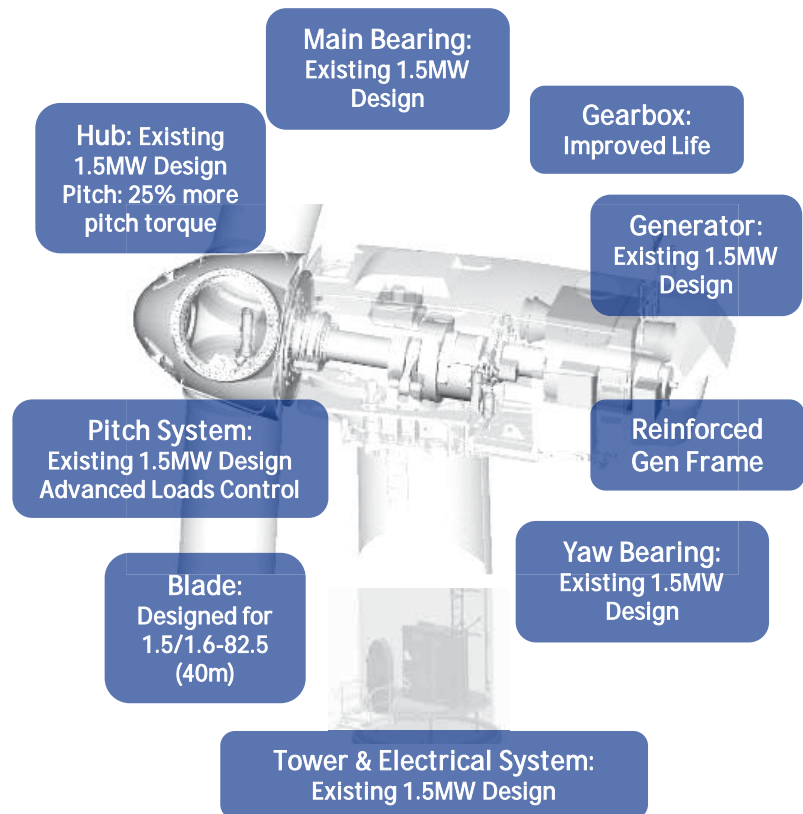 Main Bearing:
Existing 1.5MW
Design
Gearbox:
Improved Life
Hub: Existing
1.5MW Design
Pitch: 25% more
pitch torque
Generator:
Existing 1.5MW
Design
Pitch System:
Existing 1.5MW Design
Advanced Loads Control
Reinforced
Gen Frame
Yaw Bearing:
Existing 1.5MW
Design
Blade:
Designed for
1.5/1.6-82.5
(40m)
Tower & Electrical System:
Existing 1.5MW Design